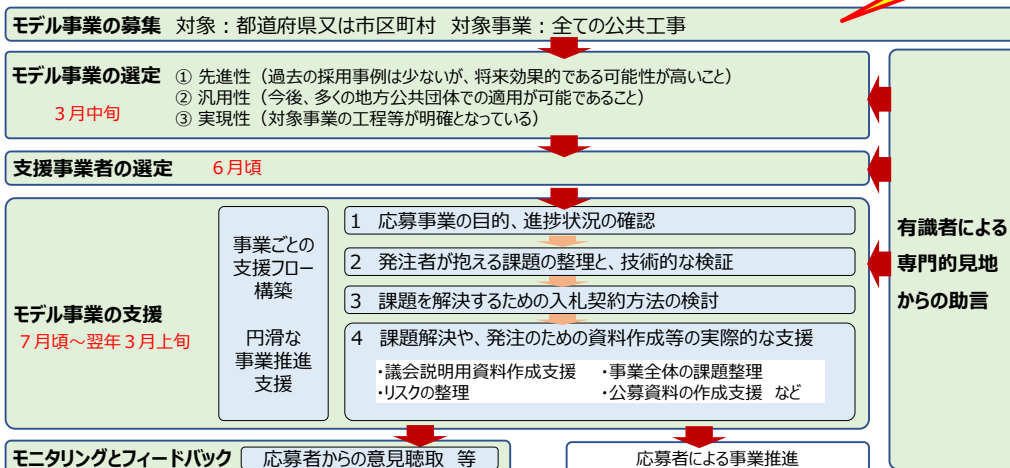 モデル事業の募集 対象：都道府県又は市区町村 対象事業：全ての公共工事
モデル事業の選定 ① 先進性（過去の採用事例は少ないが、将来効果的である可能性が高いこと）
② 汎用性（今後、多くの地方公共団体での適用が可能であること）
３月中旬
③ 実現性（対象事業の工程等が明確となっている）
支援事業者の選定 ６月頃
モデル事業の支援
７月頃～翌年３月上旬
事業ごとの
支援フロー
構築
円滑な
事業推進
支援
1 応募事業の目的、進捗状況の確認
2 発注者が抱える課題の整理と、技術的な検証
3 課題を解決するための入札契約方法の検討
4 課題解決や、発注のための資料作成等の実際的な支援
・議会説明用資料作成支援 ・事業全体の課題整理
・リスクの整理 ・公募資料の作成支援 など
有識者による
専門的見地
からの助言
モニタリングとフィードバック 応募者からの意見聴取 等
応募者による事業推進